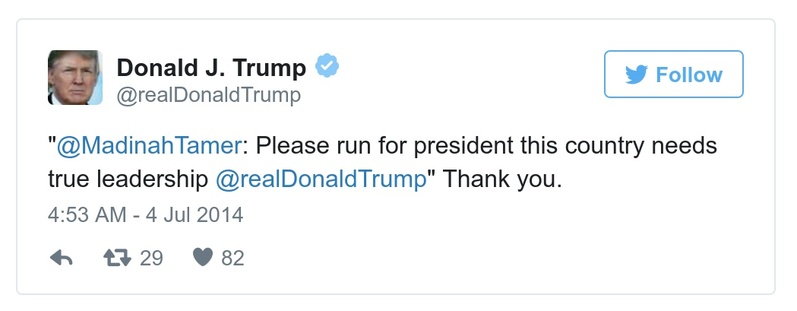 Donald J. Trump
@realDonaldTrump
Follow
"@MadinahTamer: Please run for president this country needs
true leadership @realDonaldTrump" Thank you.
4:53 AM - 4 Jul 2014
29 82